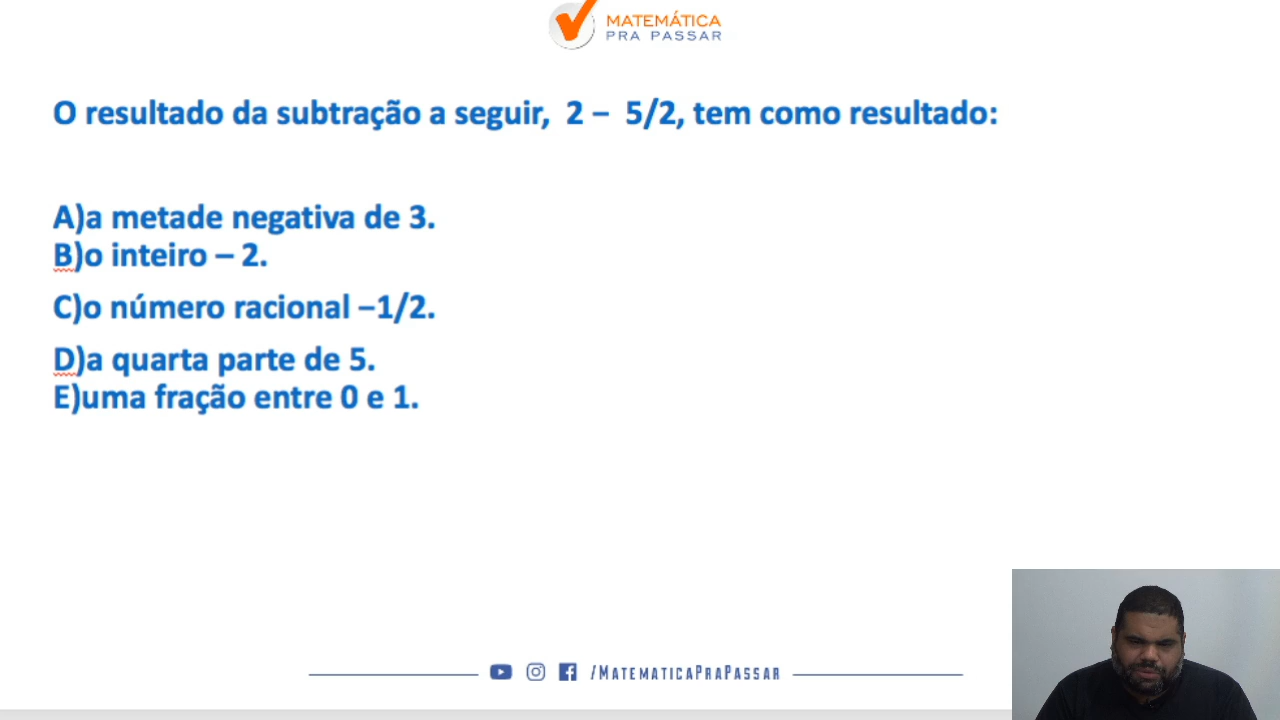 MATEMÁTICA
PRA PASSAR
O resultado da subtração a seguir, 2 – 5/2, tem como resultado:
A)a metade negativa de 3.
B)o inteiro – 2.
C)o número racional –1/2.
D)a quarta parte de 5.
E)uma fração entre 0 e 1.
/MATEMATICAPRAPASSAR